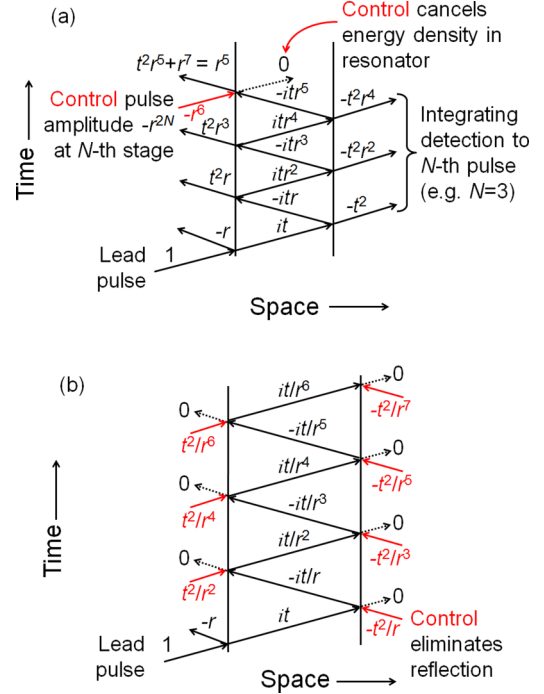 (a)
Control cancels
energy density in
resonator
0
t²r⁵+r⁷ = r⁵
-itr⁵
-t²r⁴
Control pulse
amplitude -r²ᴺ
at N-th stage
-r⁶
itr⁴
t²r³
-itr³
-t²r²
Integrating
detection to
N-th pulse
(e.g. N=3)
Time
itr²
t²r
-itr
-t²
-r
it
Lead
pulse
1
Space
(b)
0
it/r⁶
0
-t²/r⁷
t²/r⁶
-it/r⁵
0
it/r⁴
0
-t²/r⁵
t²/r⁴
-it/r³
Time
0
it/r²
0
-t²/r³
t²/r²
-it/r
0
-r
it
-t²/r
Control
eliminates
reflection
Lead
pulse
1
Space